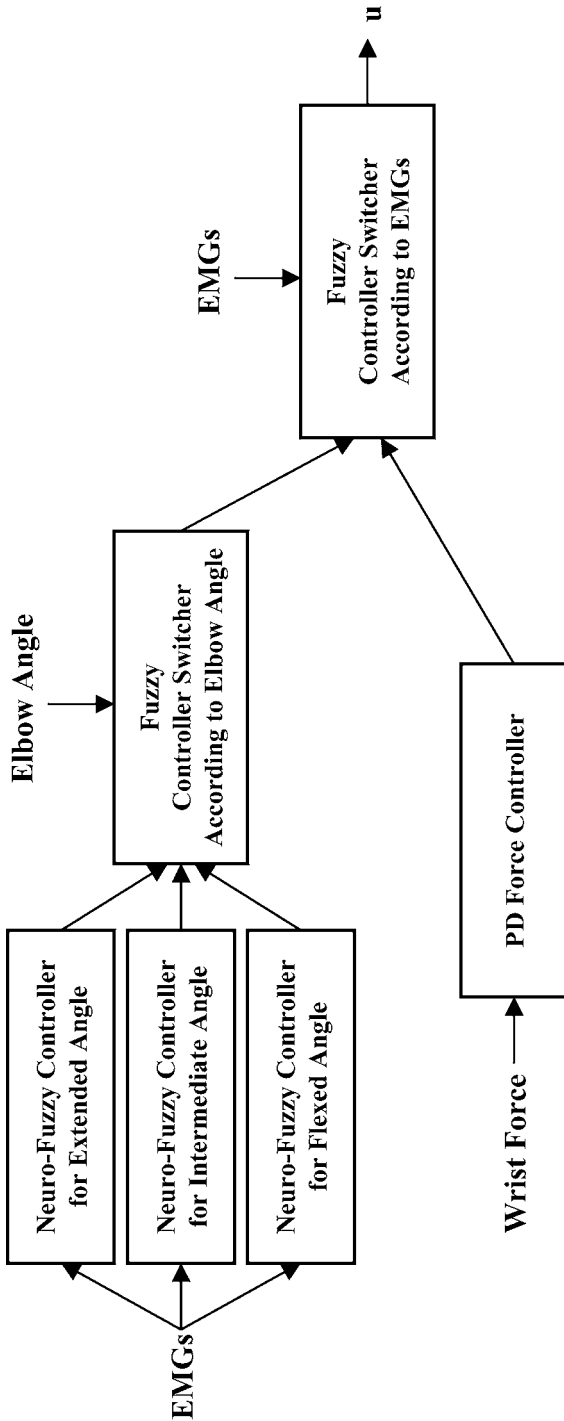 EMGs
Neuro-Fuzzy Controller
for Extended Angle
Neuro-Fuzzy Controller
for Intermediate Angle
Neuro-Fuzzy Controller
for Flexed Angle
Elbow Angle
Fuzzy
Controller Switcher
According to Elbow Angle
Wrist Force
PD Force Controller
EMGs
Fuzzy
Controller Switcher
According to EMGs
u